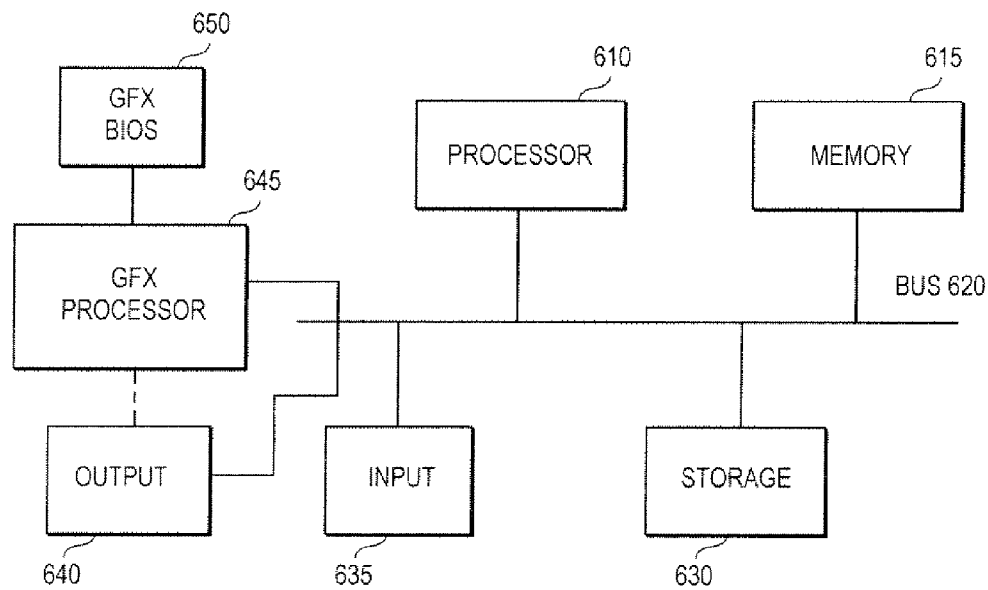 650
GFX
BIOS
610
PROCESSOR
615
MEMORY
645
GFX
PROCESSOR
BUS 620
OUTPUT
640
INPUT
635
STORAGE
630